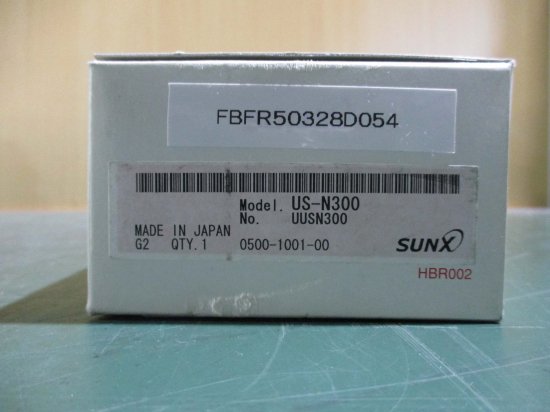 FBFR50328D054
Model. US-N300
No. UUSN300
MADE IN JAPAN
G2 QTY.1 0500-1001-00
SUNX
HBR002